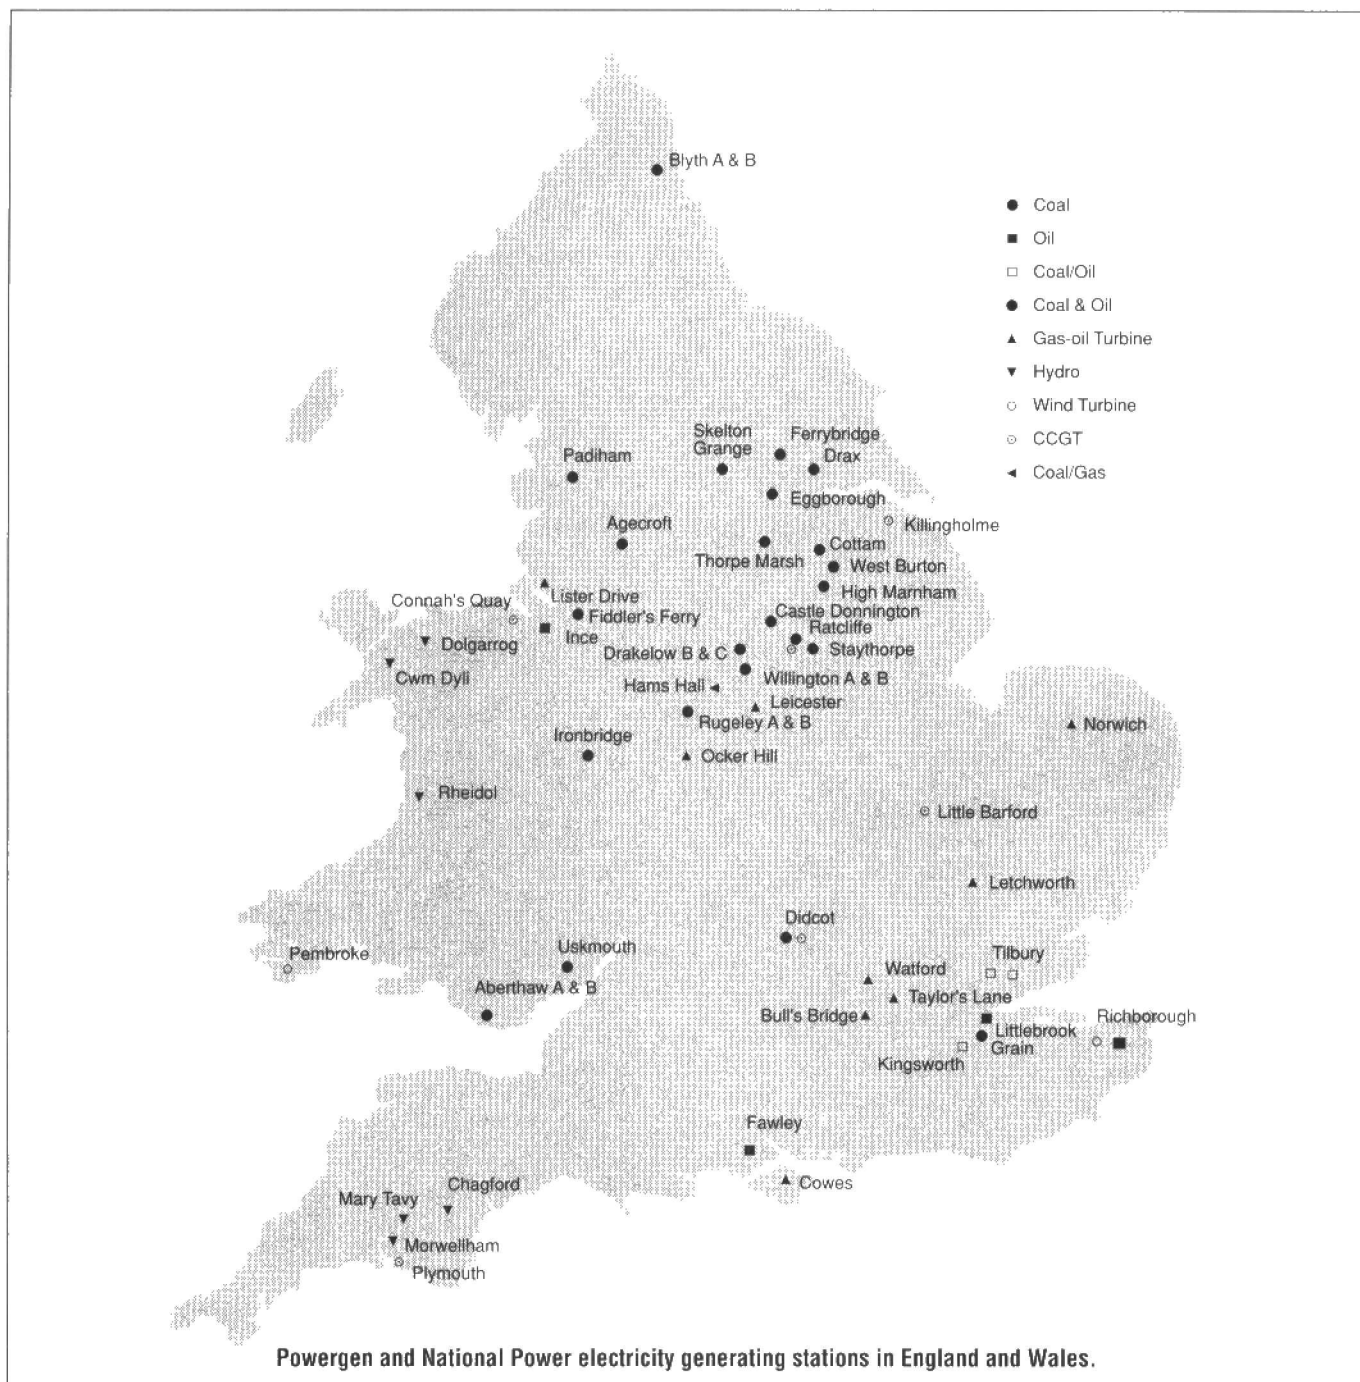 Blyth A & B
Coal
Oil
Coal/Oil
Coal & Oil
Gas-oil Turbine
Hydro
Wind Turbine
CCGT
Coal/Gas
Skelton
Grange
Ferrybridge
Drax
Padiham
Eggborough
Killingholme
Agecroft
Thorpe Marsh
Cottam
West Burton
High Marnham
Lister Drive
Connah's Quay
Fiddler's Ferry
Castle Donnington
Ratcliffe
Ince
Dolgarrog
Drakelow B & C
Staythorpe
Cwm Dyli
Willington A & B
Hams Hall
Leicester
Rugeley A & B
Norwich
Ironbridge
Ocker Hill
Rheidol
Little Barford
Letchworth
Didcot
Uskmouth
Pembroke
Tilbury
Watford
Aberthaw A & B
Taylor's Lane
Bull's Bridge
Richborough
Littlebrook
Grain
Kingsworth
Fawley
Cowes
Chagford
Mary Tavy
Morwellham
Plymouth
Powergen and National Power electricity generating stations in England and Wales.